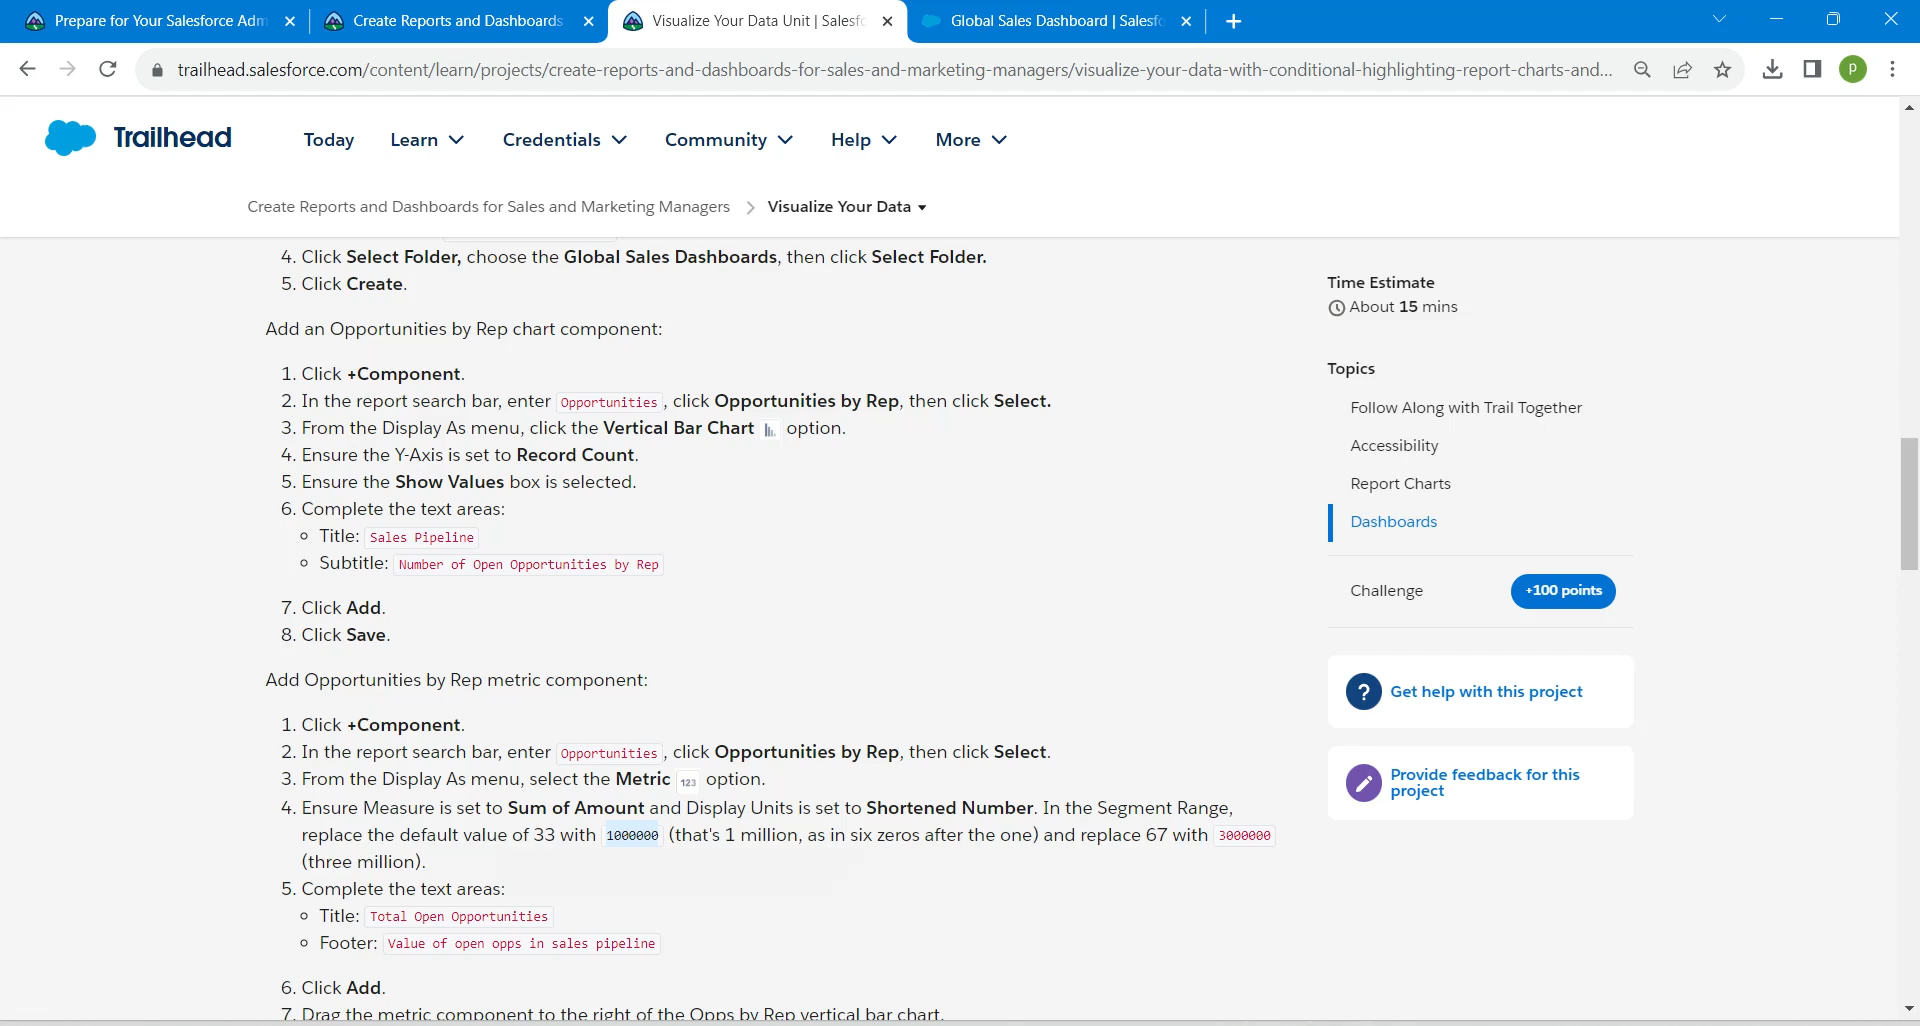 Prepare for Your Salesforce Adm
Create Reports and Dashboards
Visualize Your Data Unit | Salesfo
Global Sales Dashboard | Salesfo
trailhead.salesforce.com/content/learn/projects/create-reports-and-dashboards-for-sales-and-marketing-managers/visualize-your-data-with-conditional-highlighting-report-charts-and...
P
Trailhead
Today
Learn
Credentials
Community
Help
More
Create Reports and Dashboards for Sales and Marketing Managers
Visualize Your Data
4. Click Select Folder, choose the Global Sales Dashboards, then click Select Folder.
5. Click Create.
Add an Opportunities by Rep chart component:
1. Click +Component.
2. In the report search bar, enter Opportunities, click Opportunities by Rep, then click Select.
3. From the Display As menu, click the Vertical Bar Chart option.
4. Ensure the Y-Axis is set to Record Count.
5. Ensure the Show Values box is selected.
6. Complete the text areas:
Title: Sales Pipeline
Subtitle: Number of Open Opportunities by Rep
7. Click Add.
8. Click Save.
Add Opportunities by Rep metric component:
1. Click +Component.
2. In the report search bar, enter Opportunities, click Opportunities by Rep, then click Select.
3. From the Display As menu, select the Metric 123 option.
4. Ensure Measure is set to Sum of Amount and Display Units is set to Shortened Number. In the Segment Range,
replace the default value of 33 with 1000000 (that's 1 million, as in six zeros after the one) and replace 67 with 3000000
(three million).
5. Complete the text areas:
Title: Total Open Opportunities
Footer: Value of open opps in sales pipeline
6. Click Add.
7. Drag the metric component to the right of the Opps by Rep vertical bar chart.
Time Estimate
About 15 mins
Topics
Follow Along with Trail Together
Accessibility
Report Charts
Dashboards
Challenge
+100 points
? Get help with this project
Provide feedback for this
project